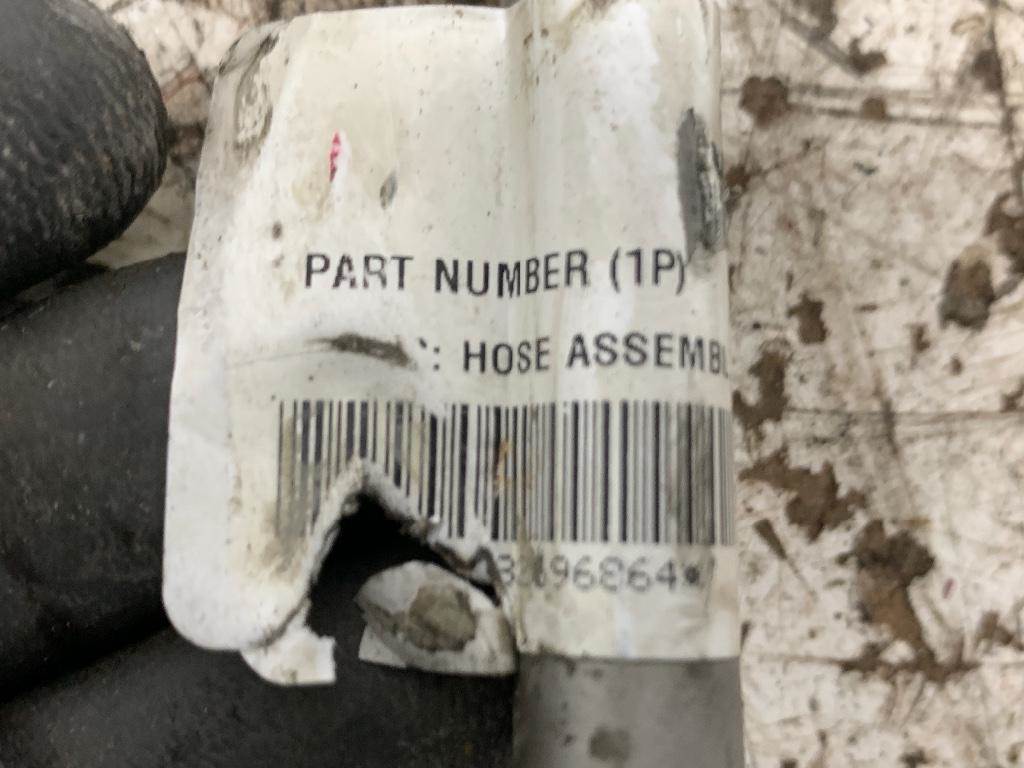 PART NUMBER (1P)
: HOSE ASSEMBL